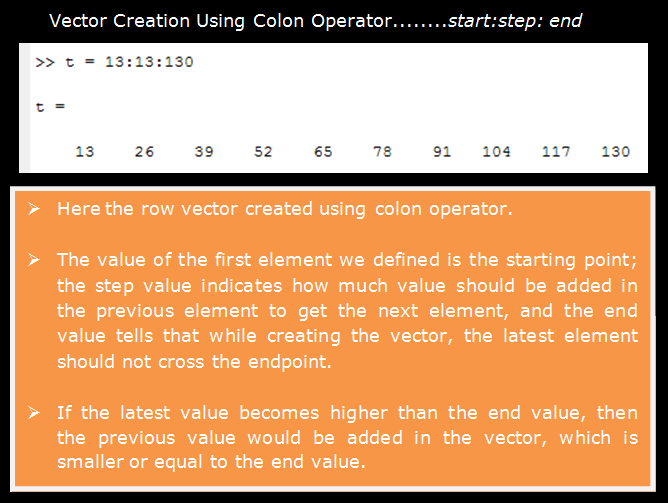 Vector Creation Using Colon Operator........start:step: end
>> t = 13:13:130
t =
13 26 39 52 65 78 91 104 117 130
➢ Here the row vector created using colon operator.
➢ The value of the first element we defined is the starting point;
the step value indicates how much value should be added in
the previous element to get the next element, and the end
value tells that while creating the vector, the latest element
should not cross the endpoint.
➢ If the latest value becomes higher than the end value, then
the previous value would be added in the vector, which is
smaller or equal to the end value.